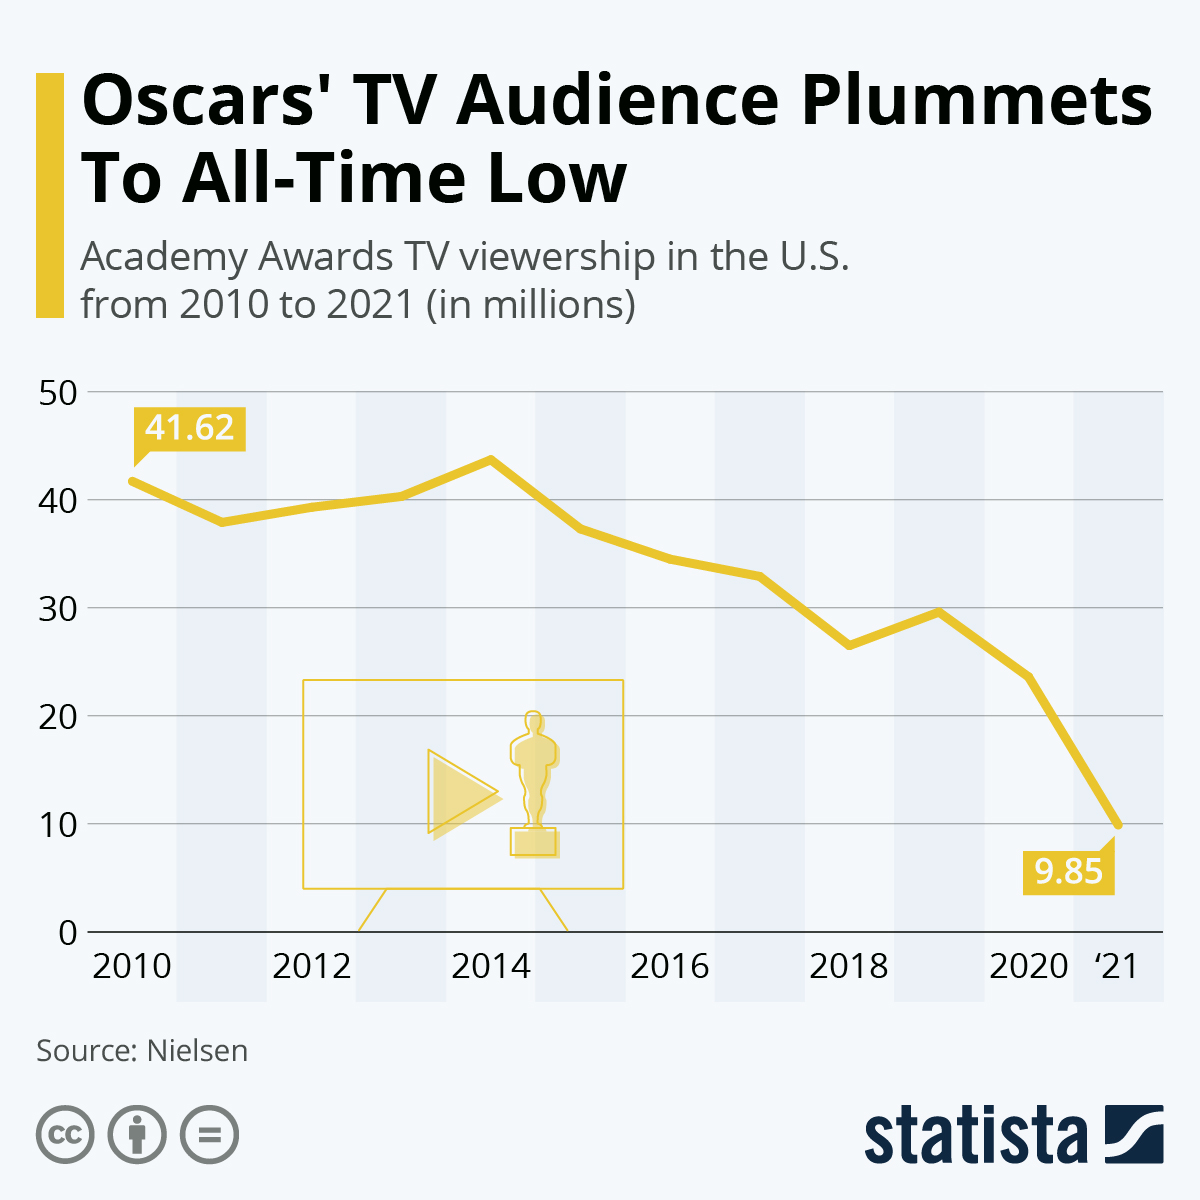 Oscars' TV Audience Plummets
To All-Time Low
Academy Awards TV viewership in the U.S.
from 2010 to 2021 (in millions)
50
41.62
40
30
20
10
9.85
0
2010 2012 2014 2016 2018 2020 ‘21
Source: Nielsen
cc
=
statista